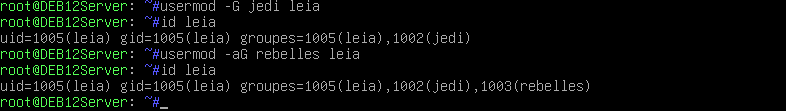 root@DEB12Server: ~#usermod -G jedi leia
root@DEB12Server: ~#id leia
uid=1005(leia) gid=1005(leia) groupes=1005(leia),1002(jedi)
root@DEB12Server: ~#usermod -aG rebelles leia
root@DEB12Server: ~#id leia
uid=1005(leia) gid=1005(leia) groupes=1005(leia),1002(jedi),1003(rebelles)
root@DEB12Server: ~#_